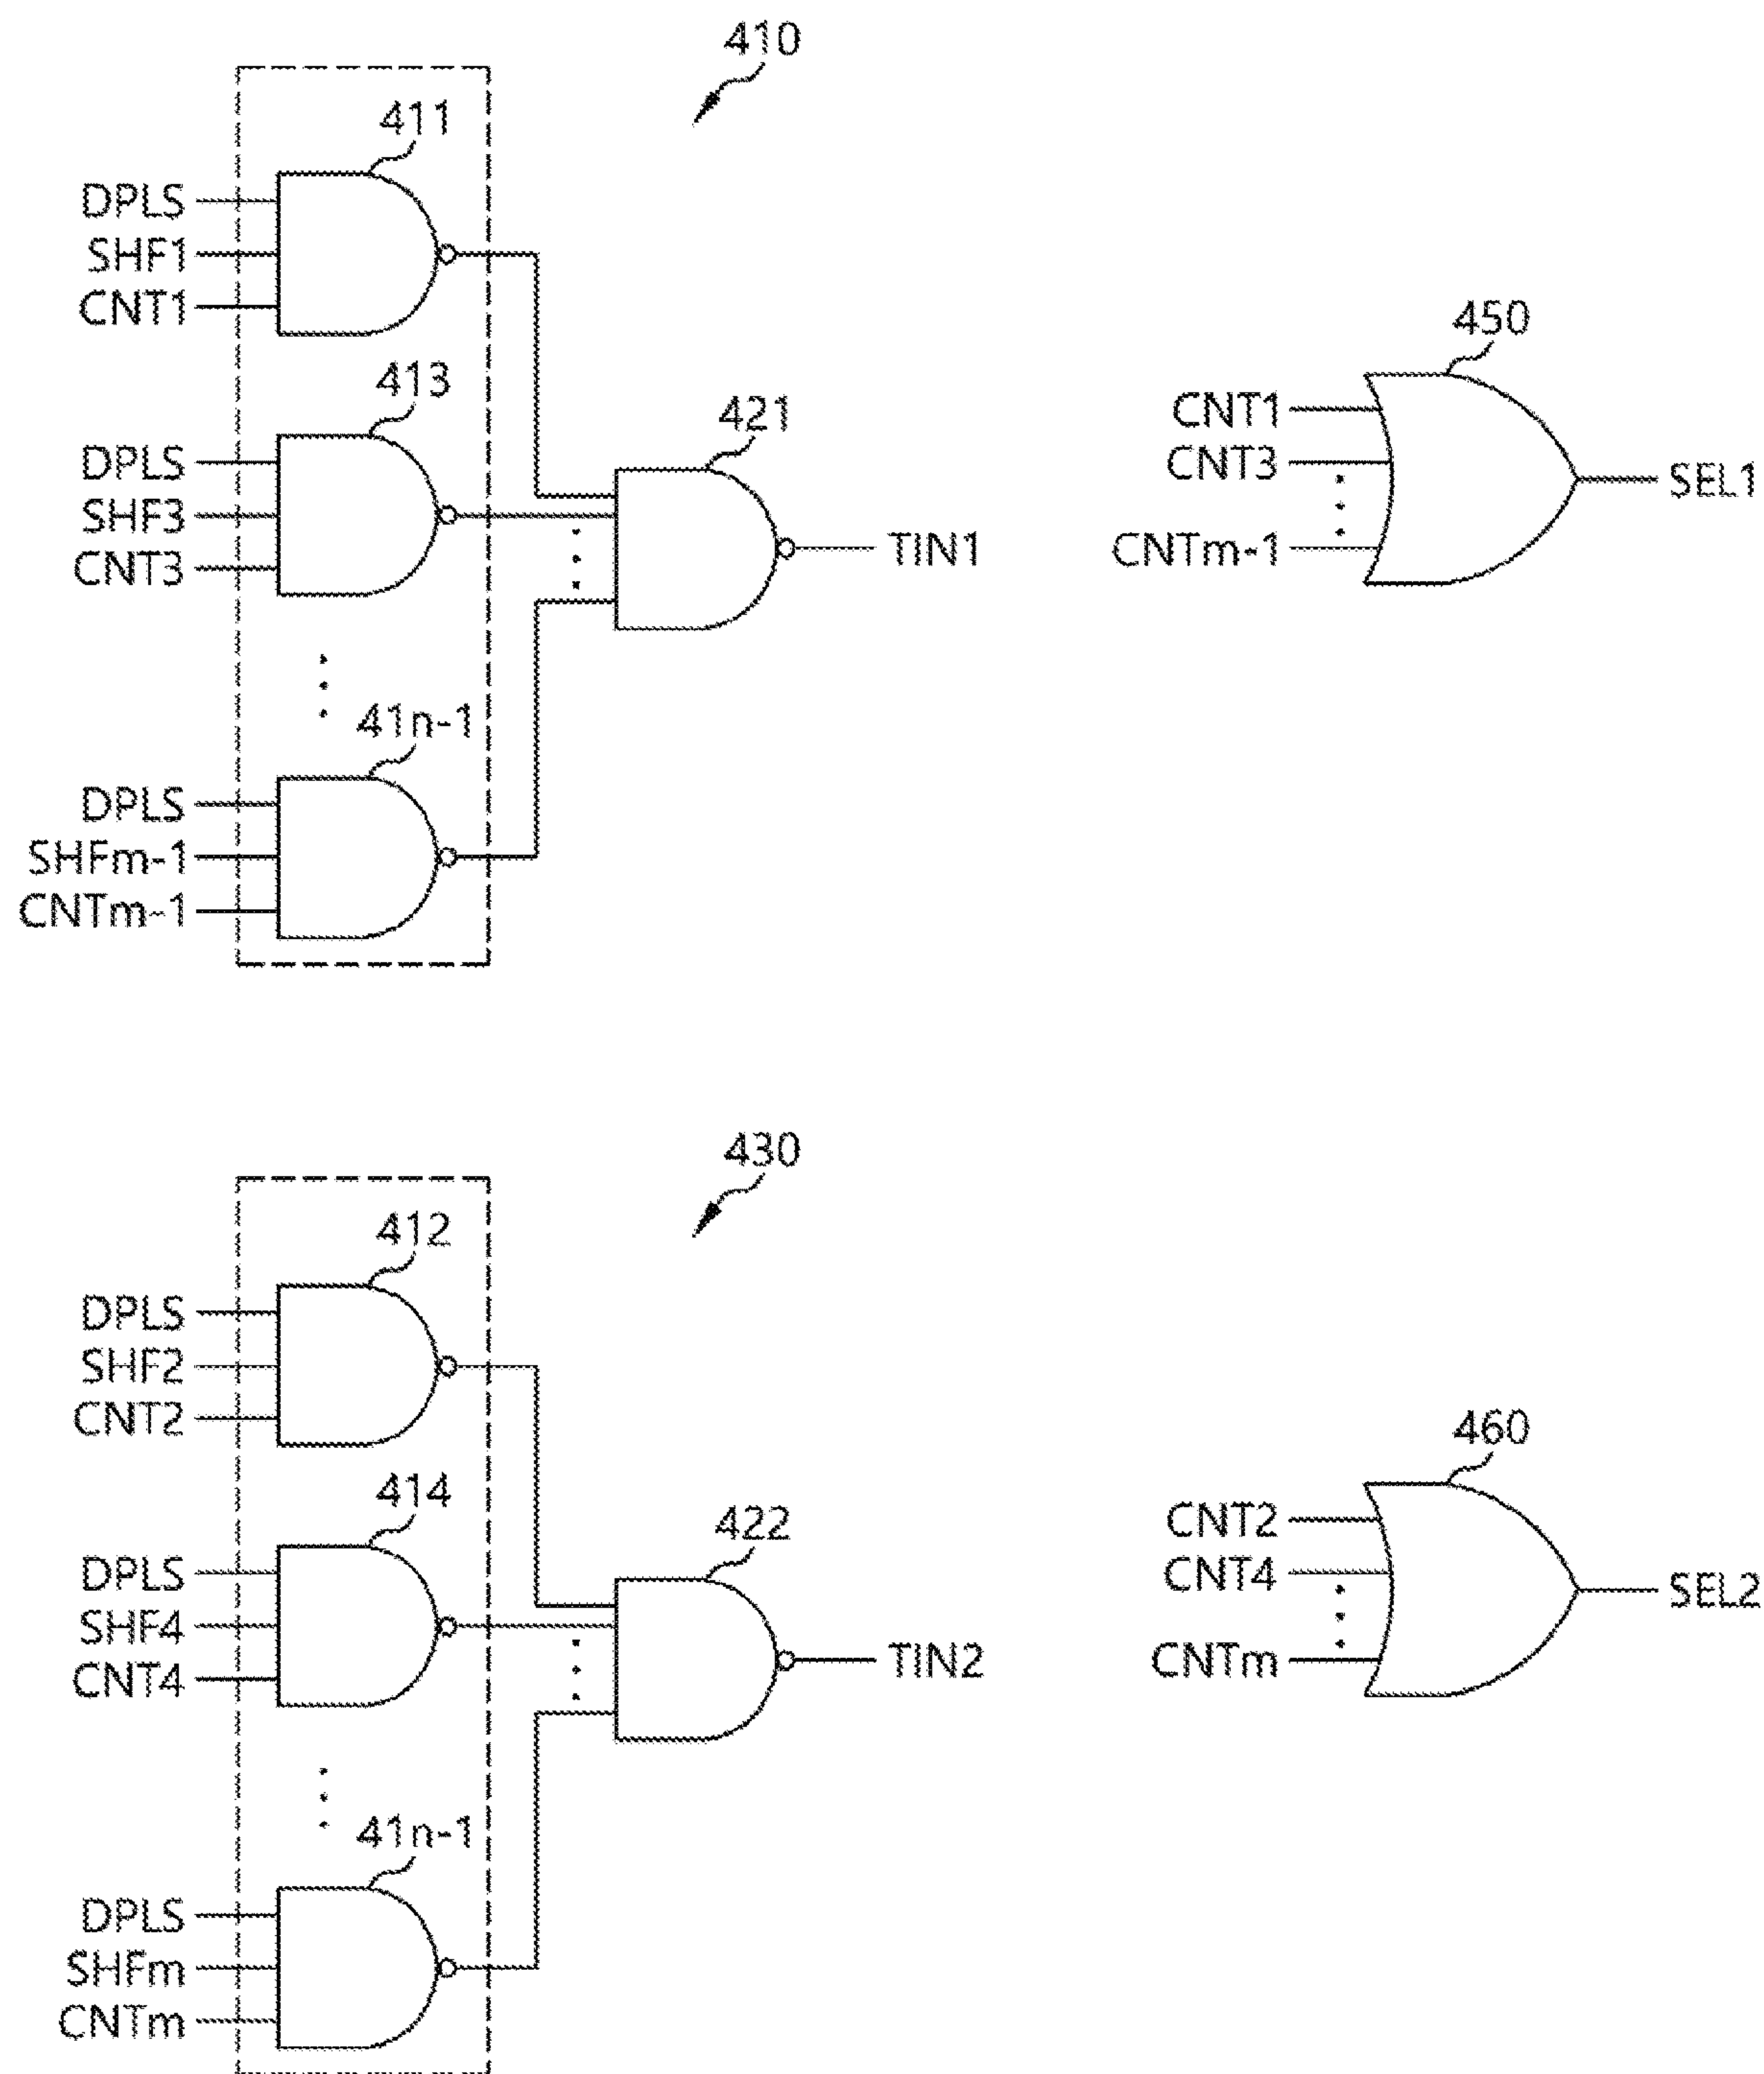 410
411
DPLS
SHF1
CNT1
413
DPLS
SHF3
CNT3
421
TIN1
41n-1
DPLS
SHFm-1
CNTm-1
450
CNT1
CNT3
CNTm-1
SEL1
430
412
DPLS
SHF2
CNT2
414
DPLS
SHF4
CNT4
422
TIN2
41n-1
DPLS
SHFm
CNTm
460
CNT2
CNT4
CNTm
SEL2